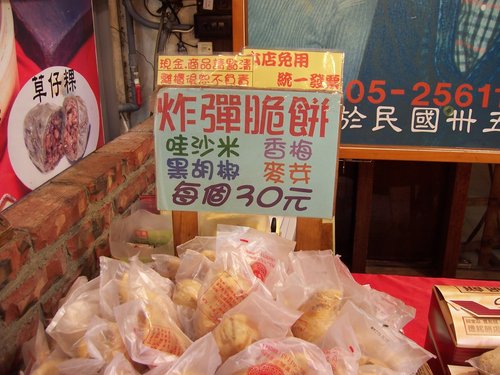 草仔粿
現金.商品請點清
離櫃恕不負責
本店免用
統一發票
炸彈脆餅
哇沙米 香梅
黑胡椒 麥芽
每個30元
05-2561
於民國卅五